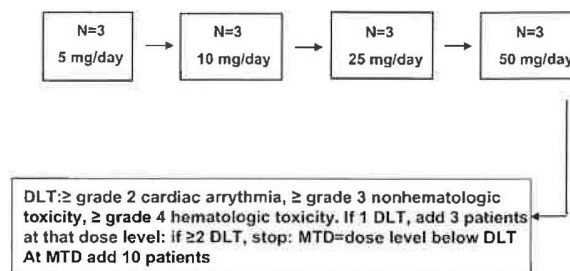 N=3
5 mg/day
N=3
10 mg/day
N=3
25 mg/day
N=3
50 mg/day
DLT:≥ grade 2 cardiac arrythmia, ≥ grade 3 nonhematologic
toxicity, ≥ grade 4 hematologic toxicity. If 1 DLT, add 3 patients
at that dose level: if ≥2 DLT, stop: MTD=dose level below DLT
At MTD add 10 patients